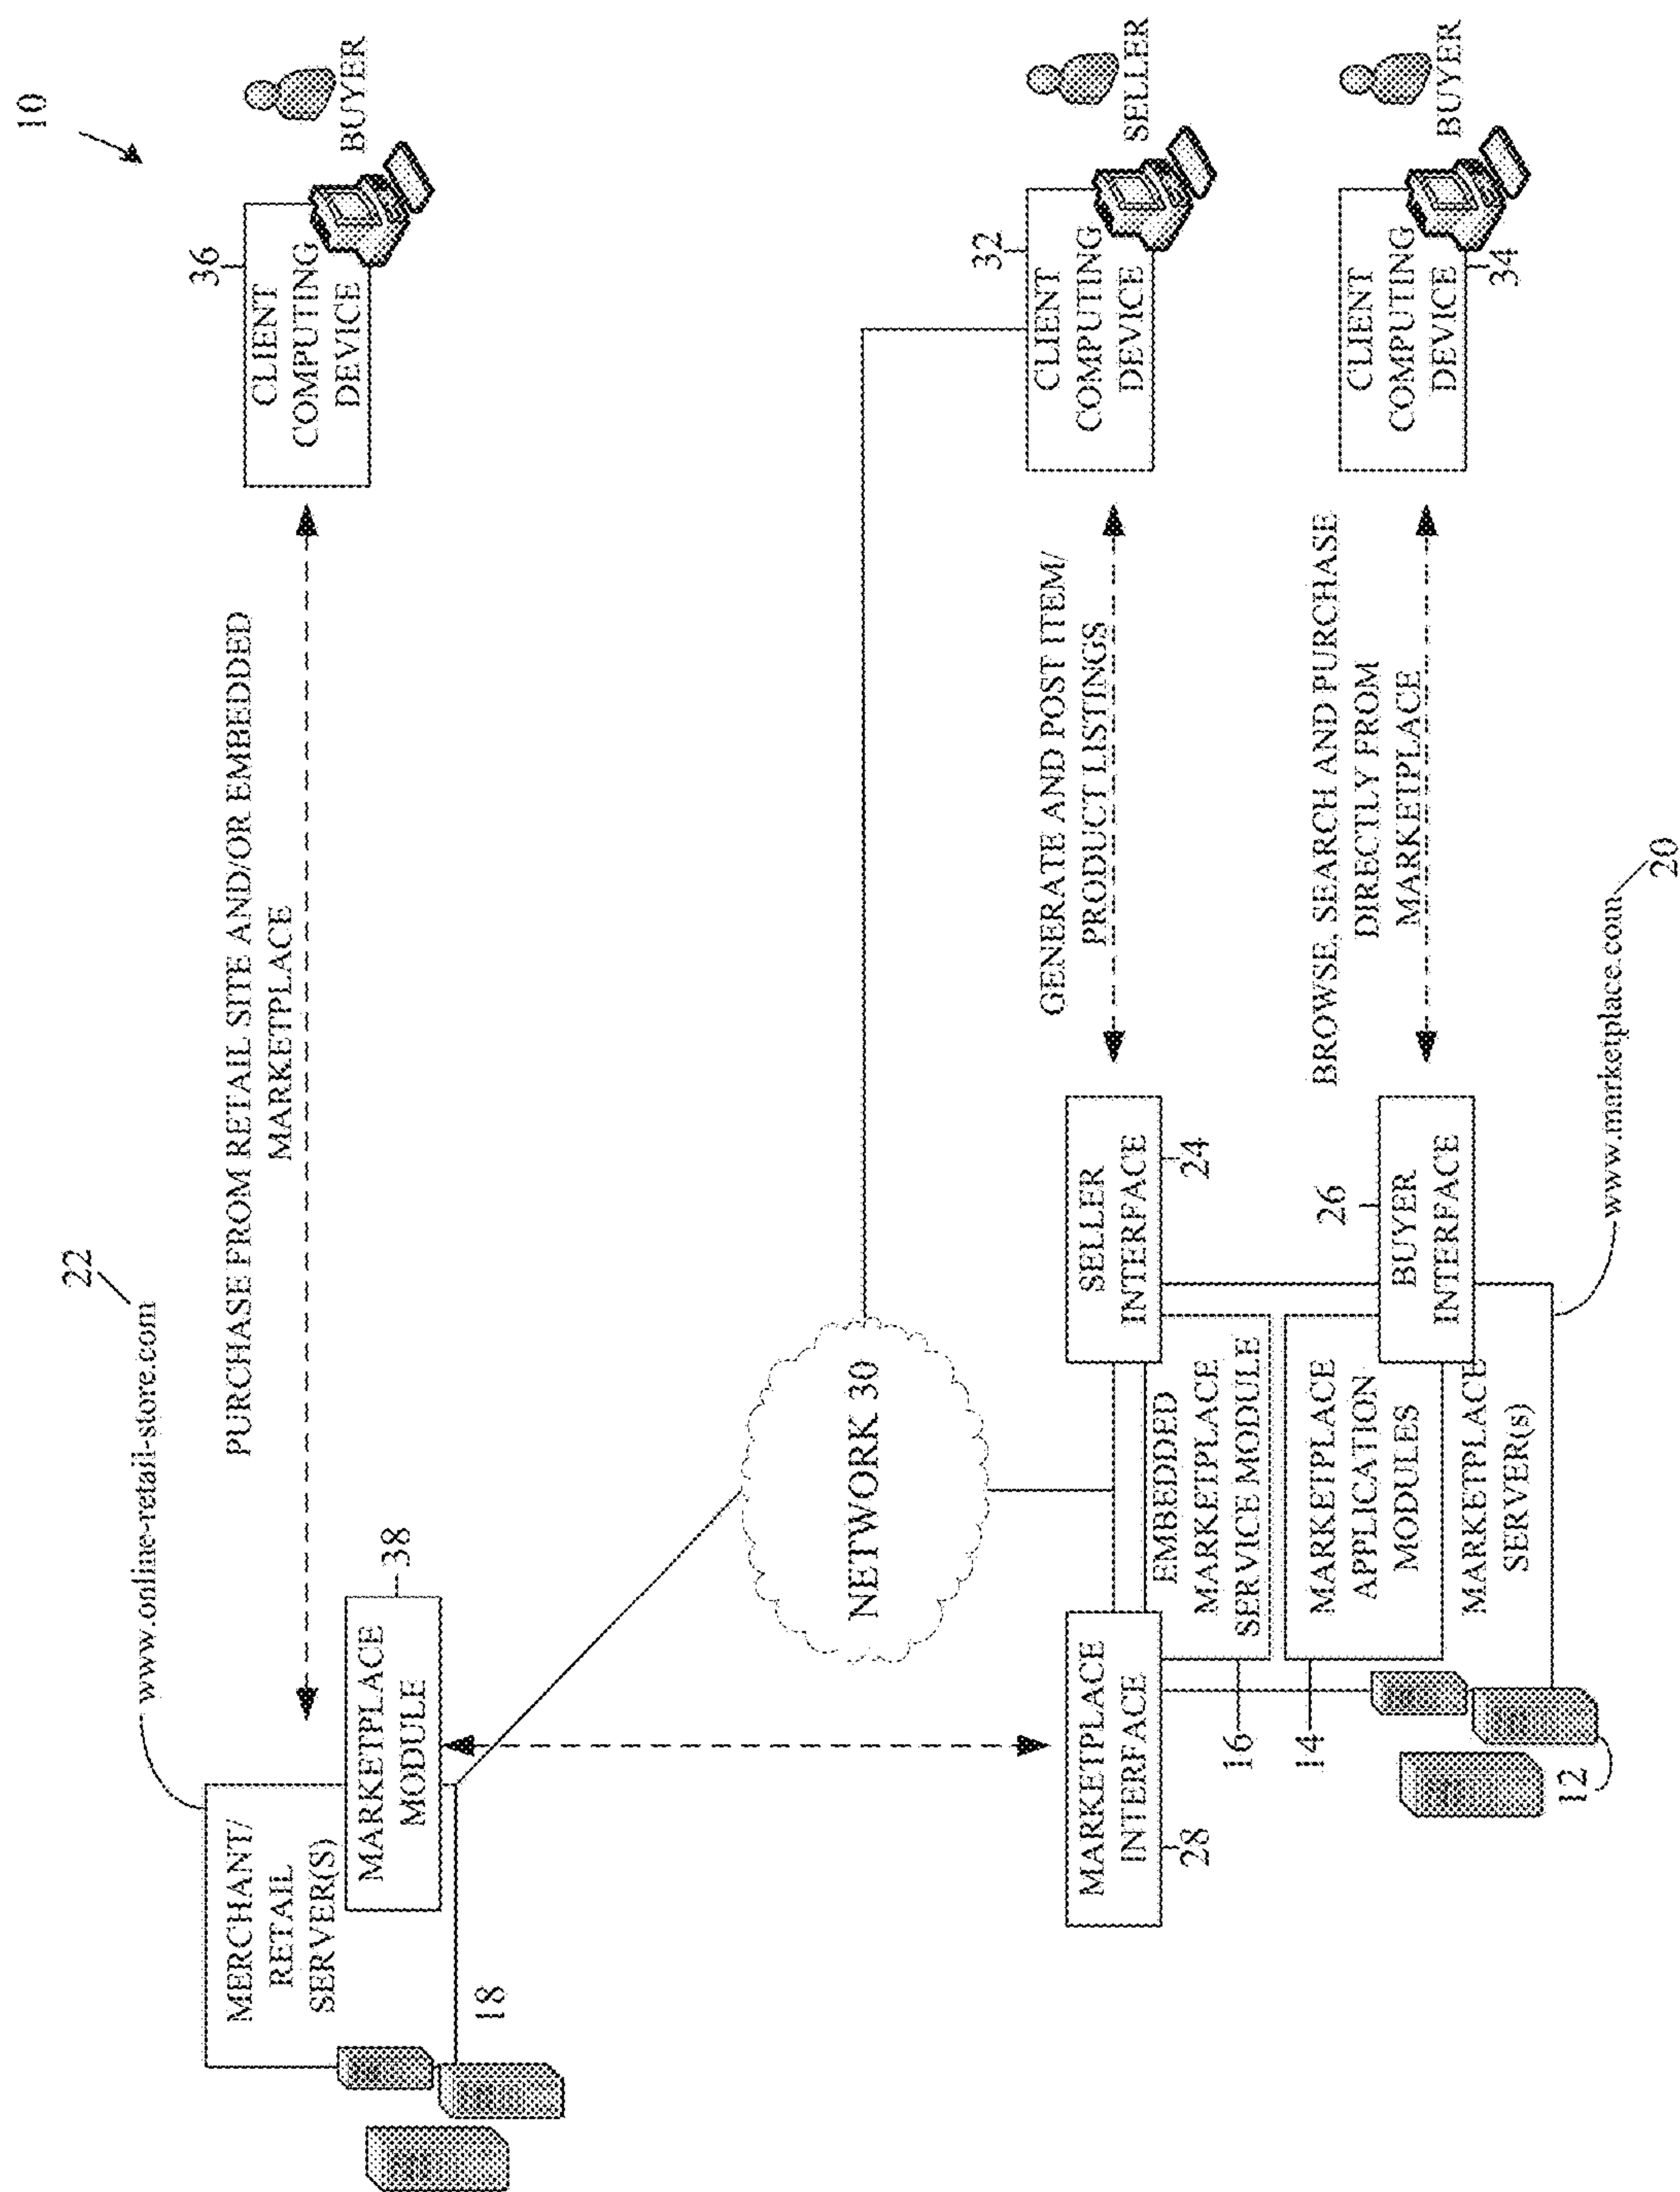 10
22
www.online-retail-store.com
MERCHANT/
RETAIL
SERVER(S)
18
MARKETPLACE
MODULE
38
PURCHASE FROM RETAIL SITE AND/OR EMBEDDED
MARKETPLACE
36
CLIENT
COMPUTING
DEVICE
BUYER
NETWORK 30
MARKETPLACE
INTERFACE
28
SELLER
INTERFACE
24
GENERATE AND POST ITEM/
PRODUCT LISTINGS
32
CLIENT
COMPUTING
DEVICE
SELLER
EMBEDDED
MARKETPLACE
SERVICE MODULE
16
14
MARKETPLACE
APPLICATION
MODULES
26
BUYER
INTERFACE
BROWSE, SEARCH AND PURCHASE
DIRECTLY FROM
MARKETPLACE
CLIENT
COMPUTING
DEVICE
34
BUYER
MARKETPLACE
SERVER(s)
12
www.marketplace.com
20